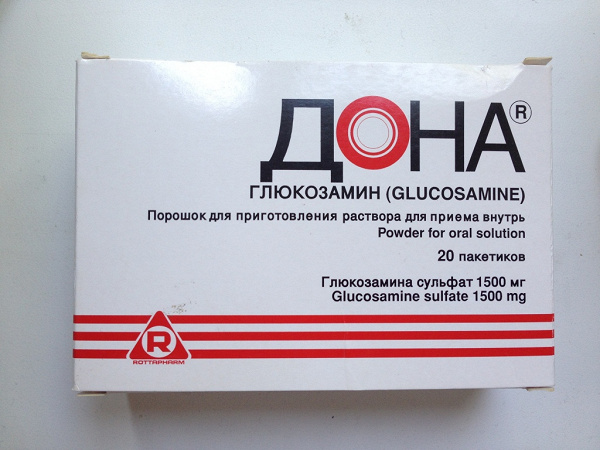 ДОНА®
ГЛЮКОЗАМИН (GLUCOSAMINE)
Порошок для приготовления раствора для приема внутрь
Powder for oral solution
20 пакетиков
Глюкозамина сульфат 1500 мг
Glucosamine sulfate 1500 mg
R
ROTTAPHARM